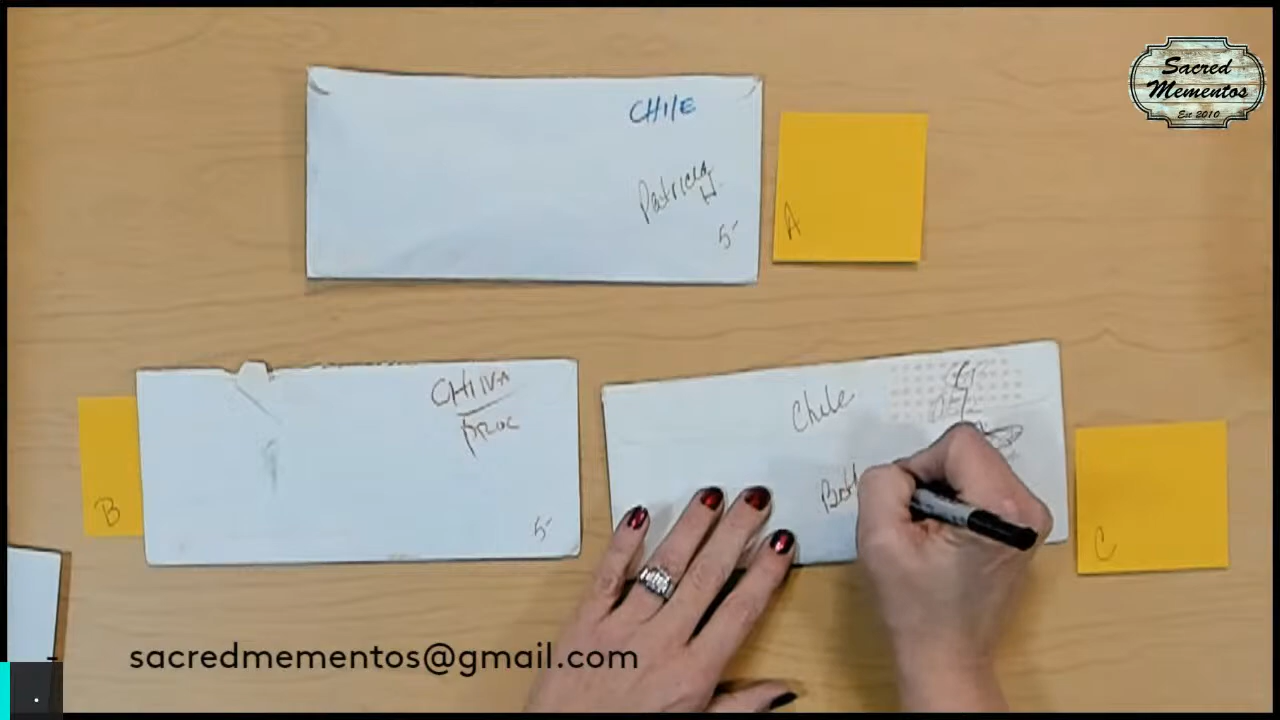 Sacred
Mementos
Est 2010
CHILE
Patricia
H
5-
A
CHINA
proc
5-
B
Chile
C
sacredmementos@gmail.com